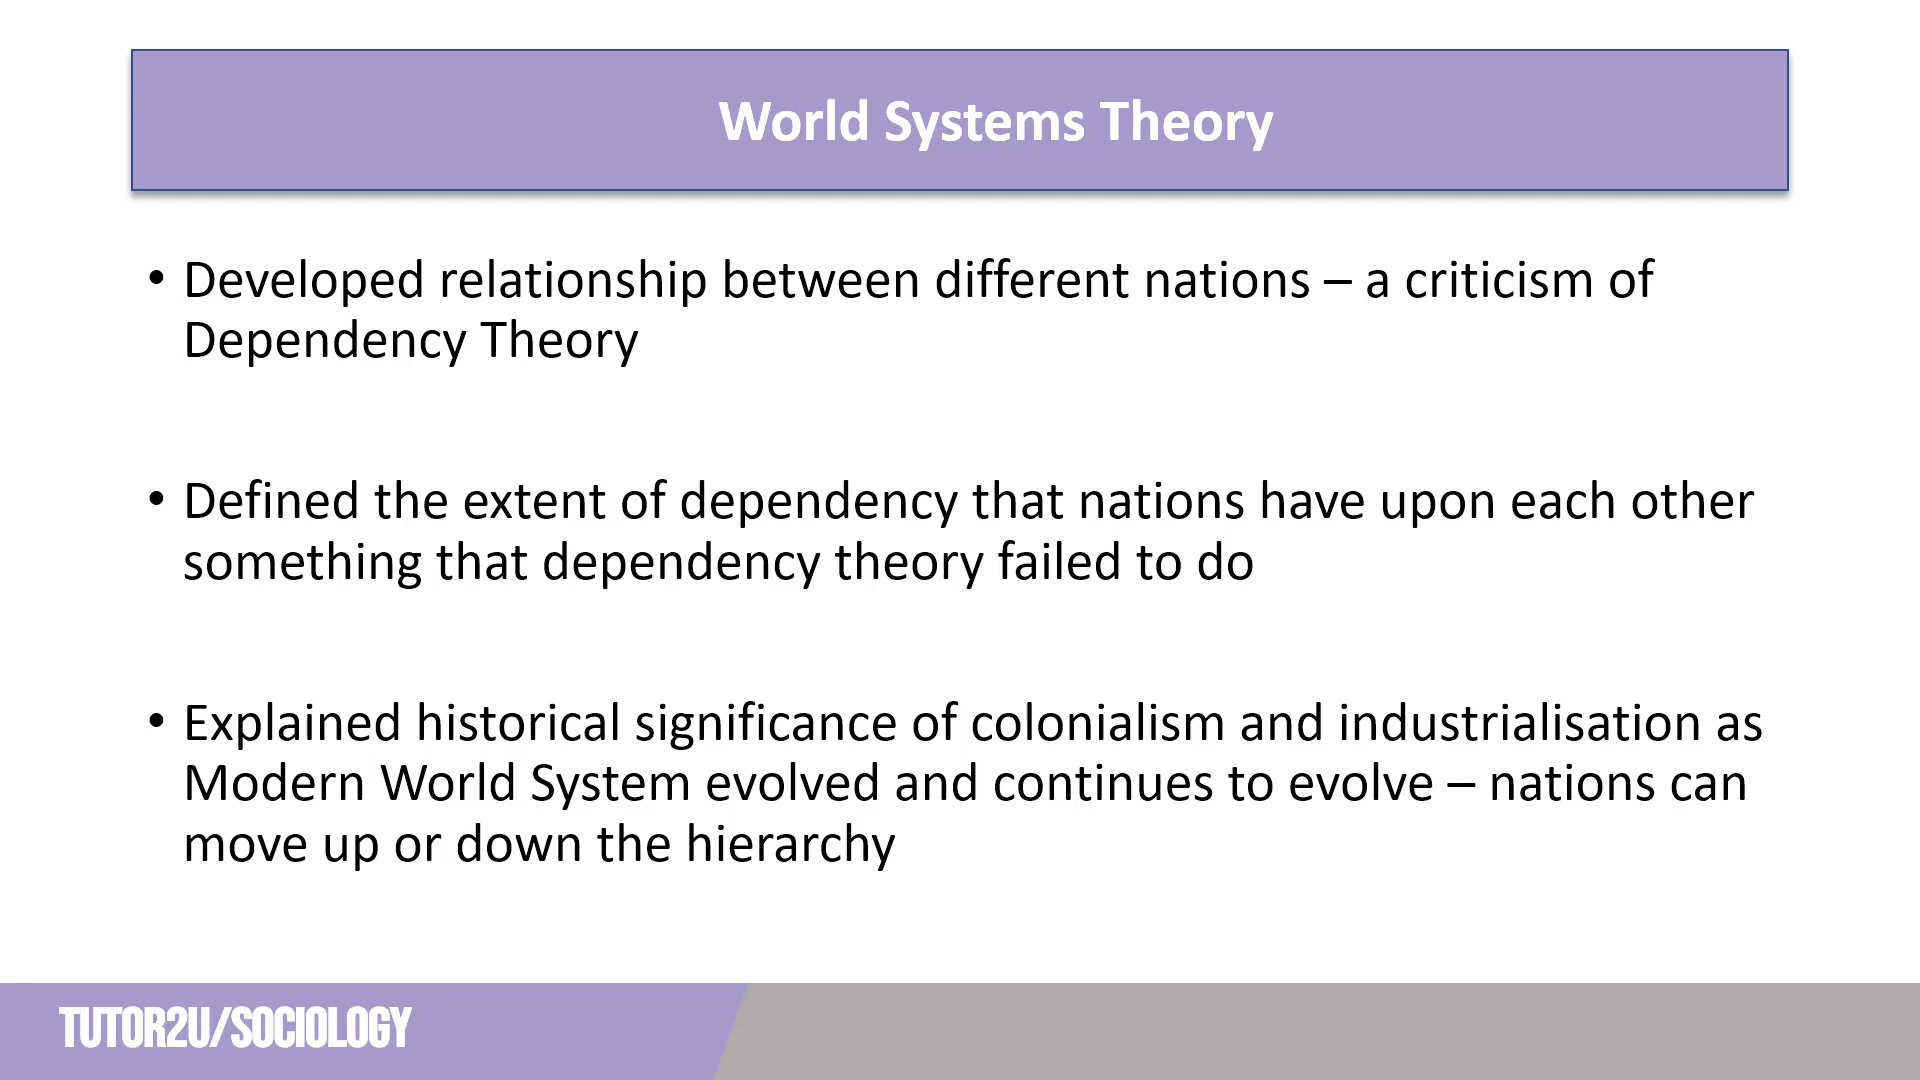 World Systems Theory
• Developed relationship between different nations – a criticism of
Dependency Theory
• Defined the extent of dependency that nations have upon each other
something that dependency theory failed to do
• Explained historical significance of colonialism and industrialisation as
Modern World System evolved and continues to evolve – nations can
move up or down the hierarchy
TUTOR2U/SOCIOLOGY